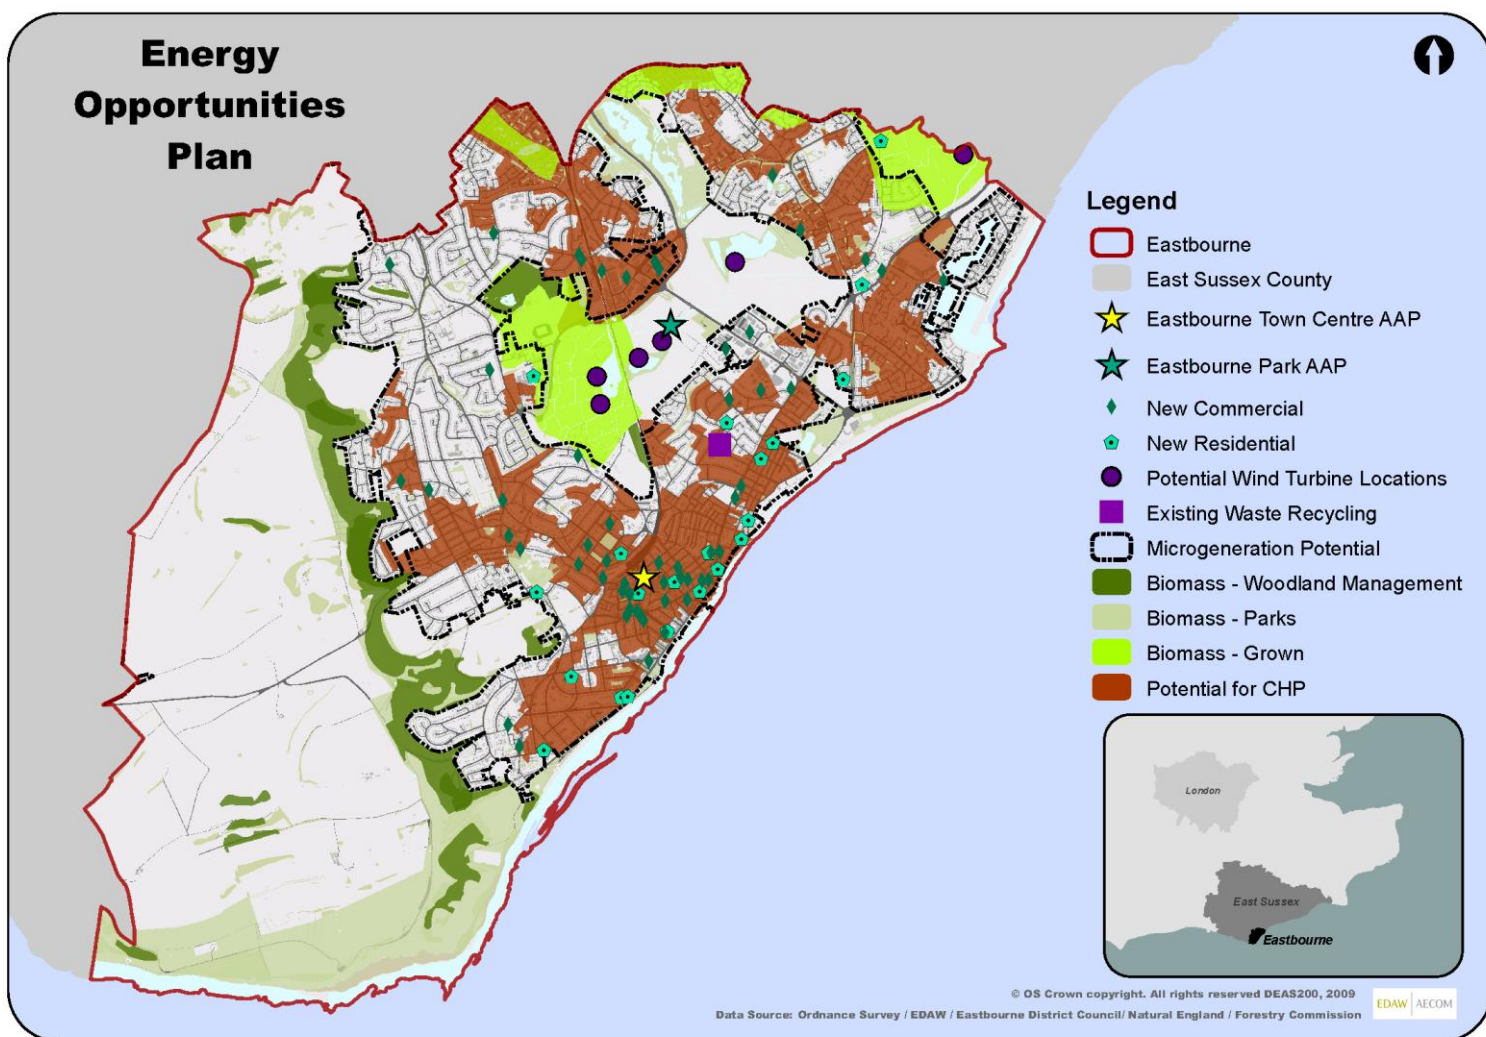 Energy
Opportunities
Plan
Legend
Eastbourne
East Sussex County
Eastbourne Town Centre AAP
Eastbourne Park AAP
New Commercial
New Residential
Potential Wind Turbine Locations
Existing Waste Recycling
Microgeneration Potential
Biomass - Woodland Management
Biomass - Parks
Biomass - Grown
Potential for CHP
London
East Sussex
Eastbourne
© OS Crown copyright. All rights reserved DEAS200, 2009
Data Source: Ordnance Survey / EDAW / Eastbourne District Council/ Natural England / Forestry Commission
EDAW AECOM